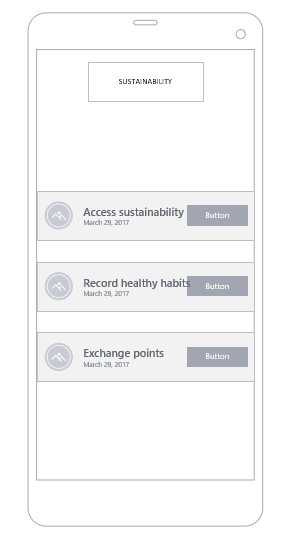 SUSTAINABILITY
Access sustainability
March 29, 2017
Button
Record healthy habits
March 29, 2017
Button
Exchange points
March 29, 2017
Button